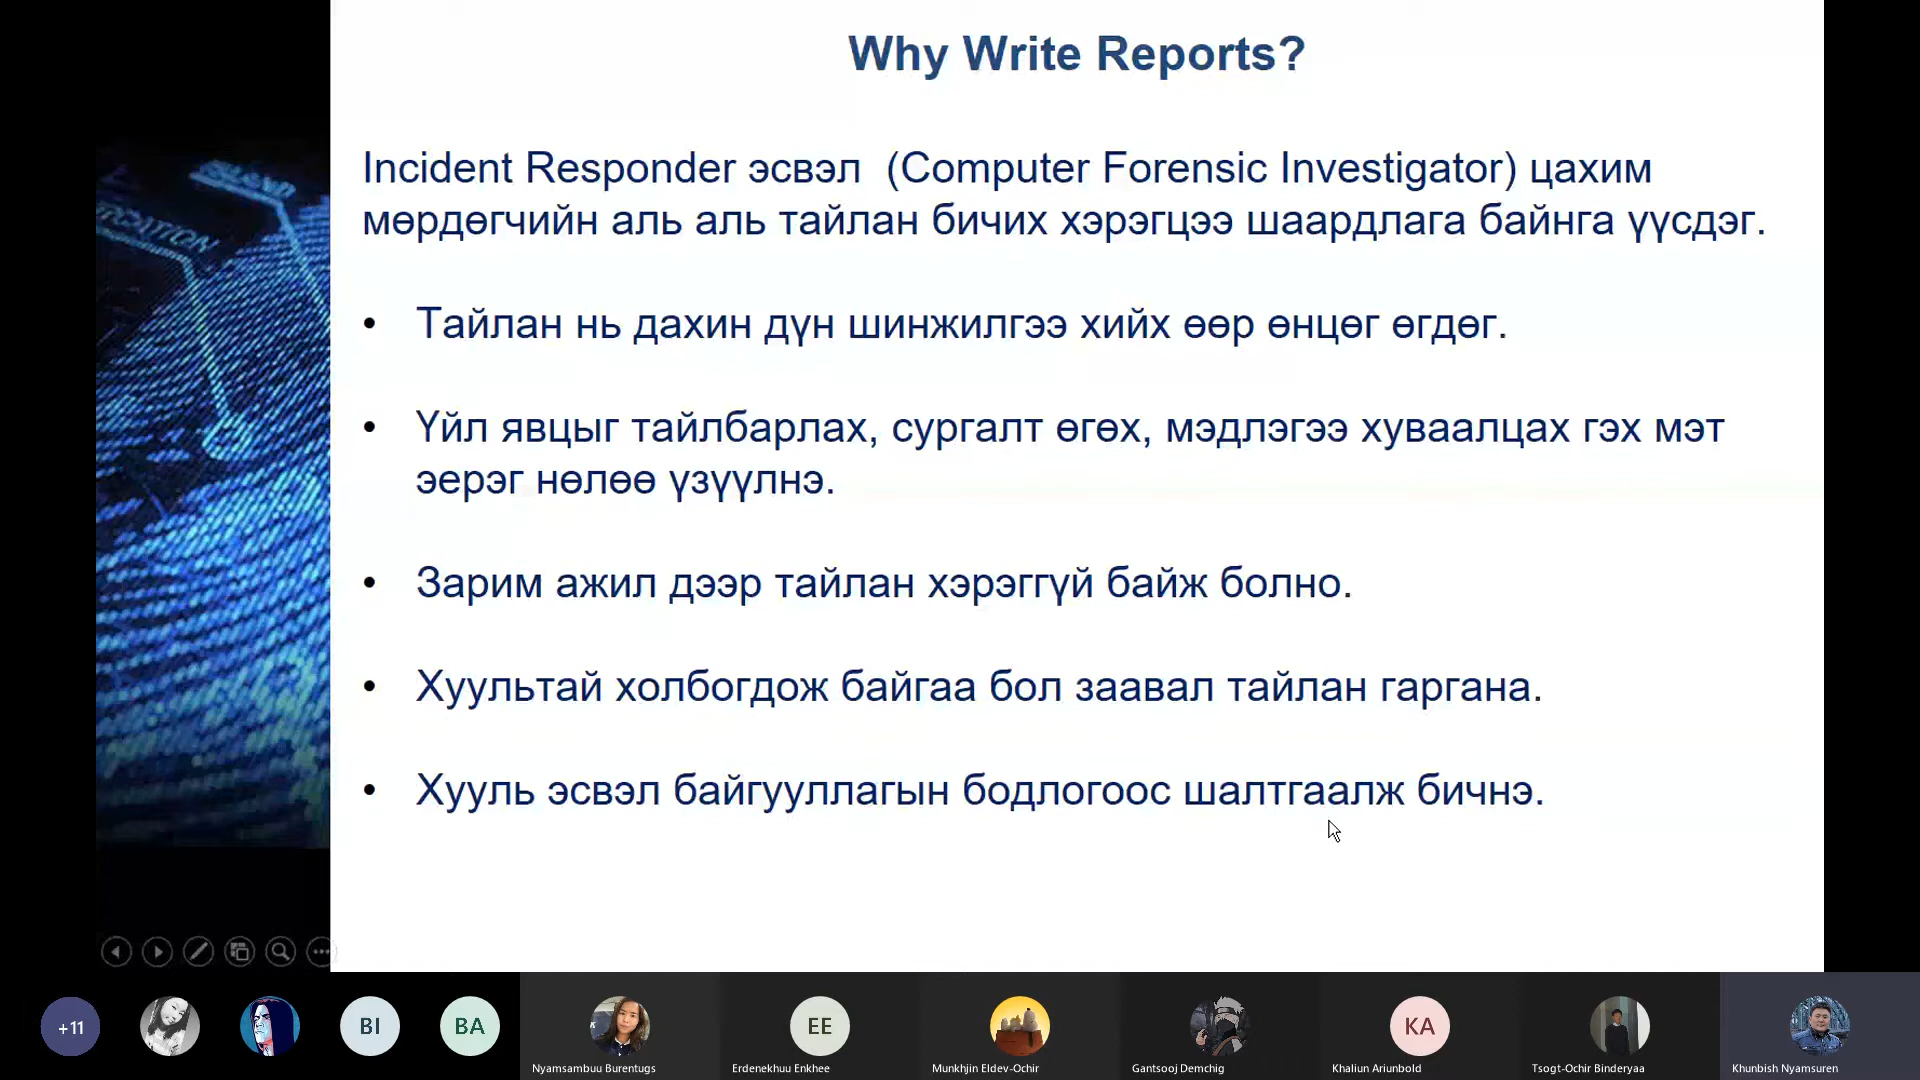 Why Write Reports?
Incident Responder эсвэл (Computer Forensic Investigator) цахим
мөрдөгчийн аль аль тайлан бичих хэрэгцээ шаардлага байнга үүсдэг.
• Тайлан нь дахин дүн шинжилгээ хийх өөр өнцөг өгдөг.
• Үйл явцыг тайлбарлах, сургалт өгөх, мэдлэгээ хуваалцах гэх мэт
эерэг нөлөө үзүүлнэ.
• Зарим ажил дээр тайлан хэрэггүй байж болно.
• Хуультай холбогдож байгаа бол заавал тайлан гаргана.
• Хууль эсвэл байгууллагын бодлогоос шалтгаалж бичнэ.
+11
BI
BA
EE
KA
Nyamsambuu Burentugs
Erdenekhuu Enkhee
Munkhjin Eldev-Ochir
Gantsooj Demchig
Khaliun Ariunbold
Tsogt-Ochir Binderyaa
Khunbish Nyamsuren